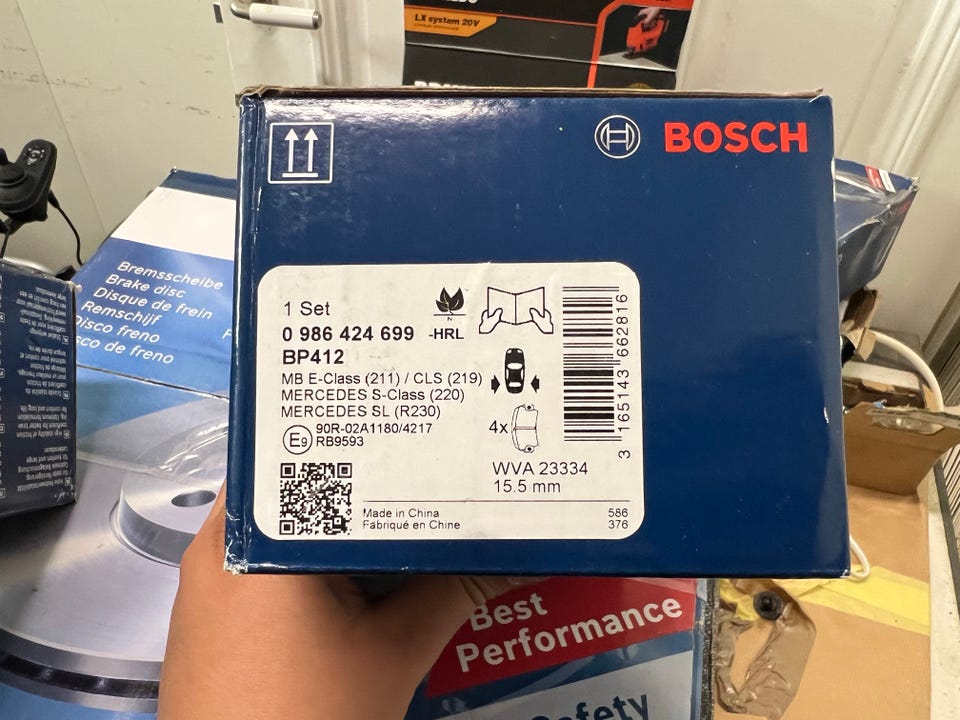 LX system 20V
BOSCH
Bremsscheibe
Brake disc
Disque de frein
Remschijf
isco freno
sco de freno
1 Set
N
0 986 424 699 -HRL
BP412
MB E-Class (211) / CLS (219)
MERCEDES S-Class (220)
MERCEDES SL (R230)
E9
90R-02A1180/4217
RB9593
4x
WVA 23334
15.5 mm
3 165143 662816
Made in China
Fabriqué en Chine
586
376
Best
Performance
Safety